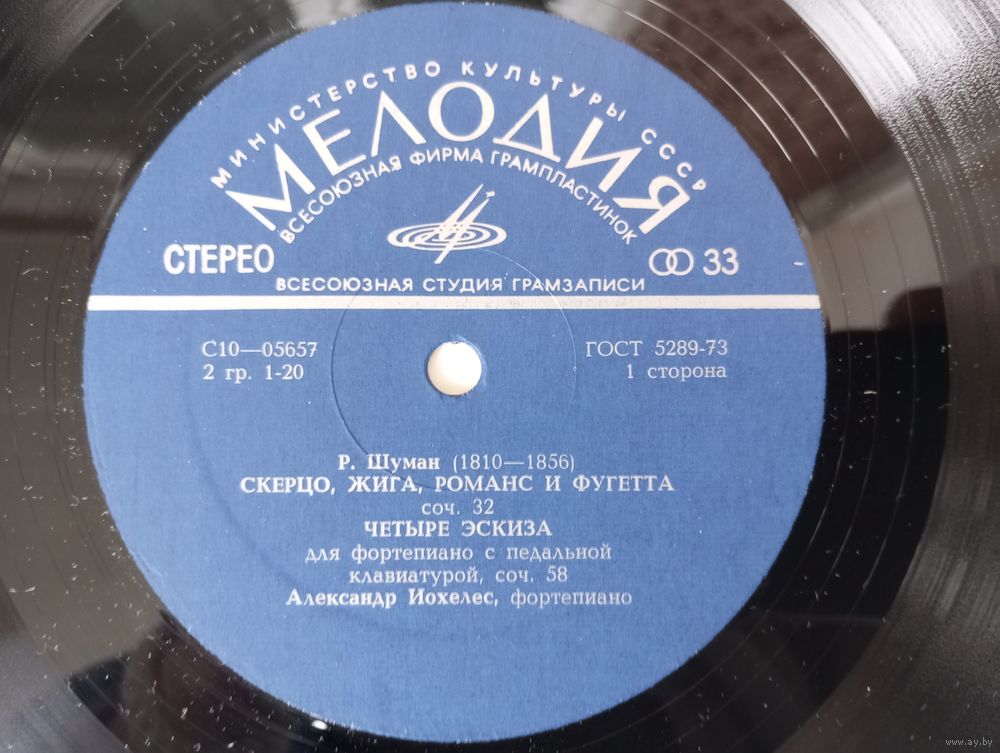 МИНИСТЕРСТВО КУЛЬТУРЫ СССР
МЕЛОДИЯ
ВСЕСОЮЗНАЯ ФИРМА ГРАМПЛАСТИНОК
СТЕРЕО
33
ВСЕСОЮЗНАЯ СТУДИЯ ГРАМЗАПИСИ
С10—05657
ГОСТ 5289-73
2 гр. 1-20
1 сторона
Р. Шуман (1810—1856)
СКЕРЦО, ЖИГА, РОМАНС И ФУГЕТТА
соч. 32
ЧЕТЫРЕ ЭСКИЗА
для фортепиано с педальной
клавиатурой, соч. 58
Александр Иохелес, фортепиано
www.ay.by